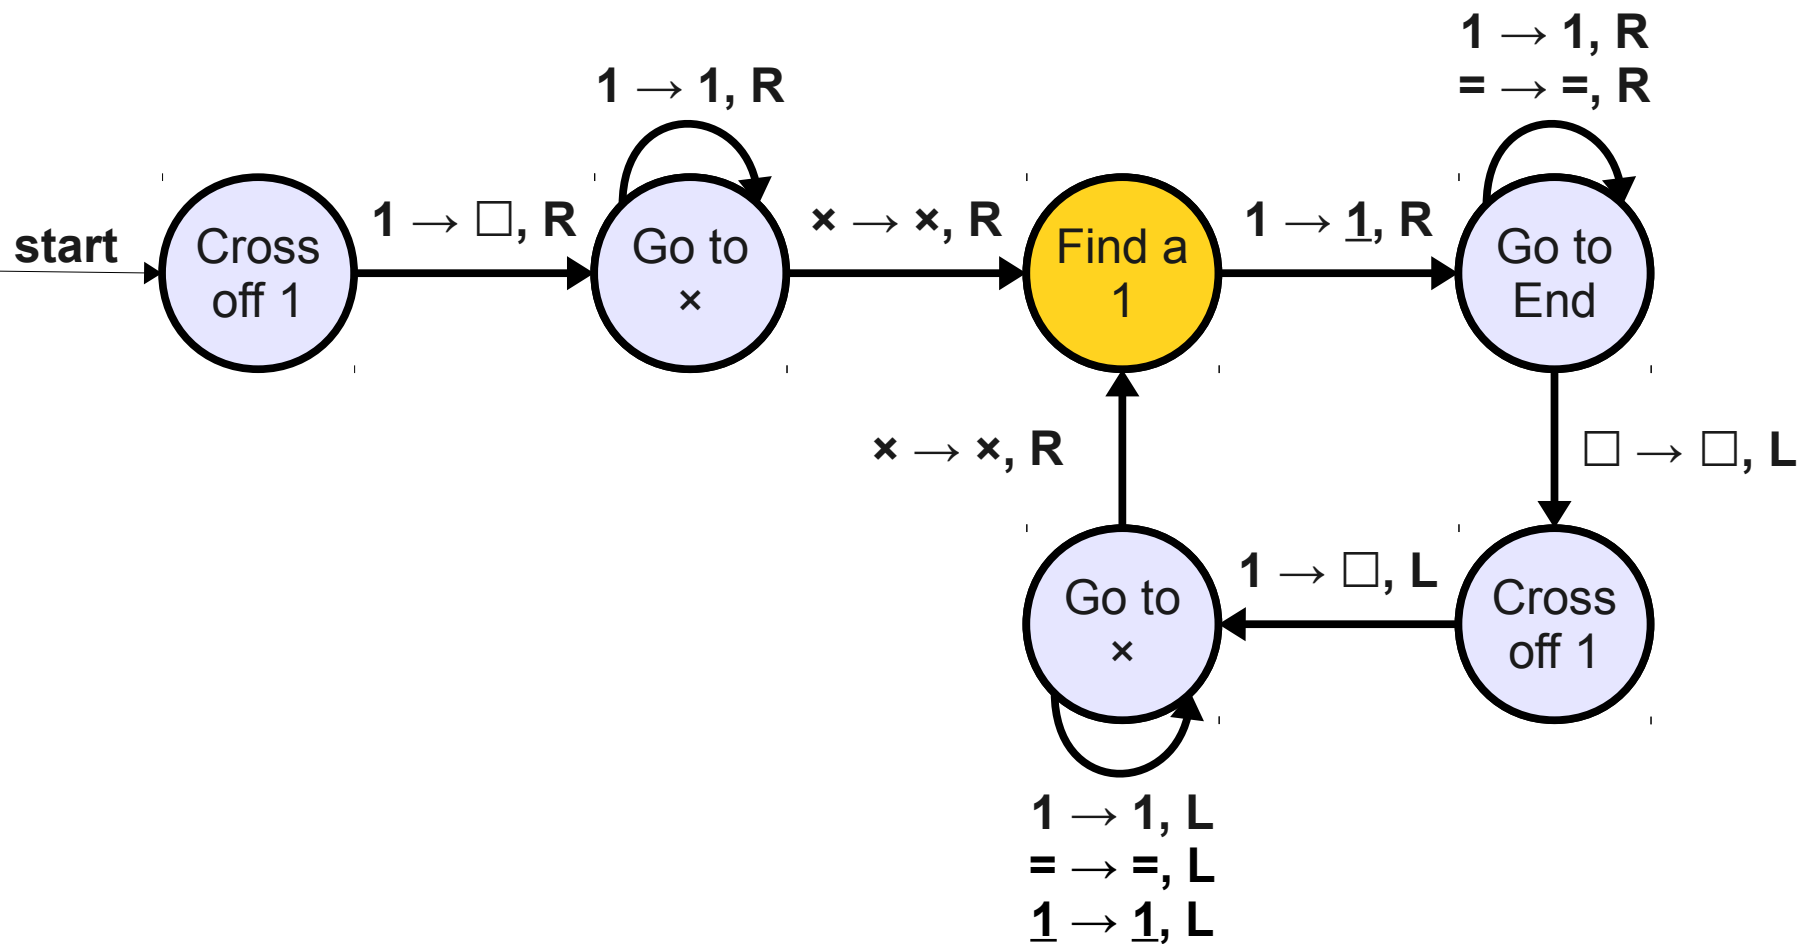 1 → 1, R
= → =, R
1 → 1, R
start
Cross
off 1
1 → □, R
Go to
×
× → ×, R
Find a
1
1 → 1̲, R
Go to
End
× → ×, R
□ → □, L
Go to
×
1 → □, L
Cross
off 1
1 → 1, L
= → =, L
1̲ → 1̲, L